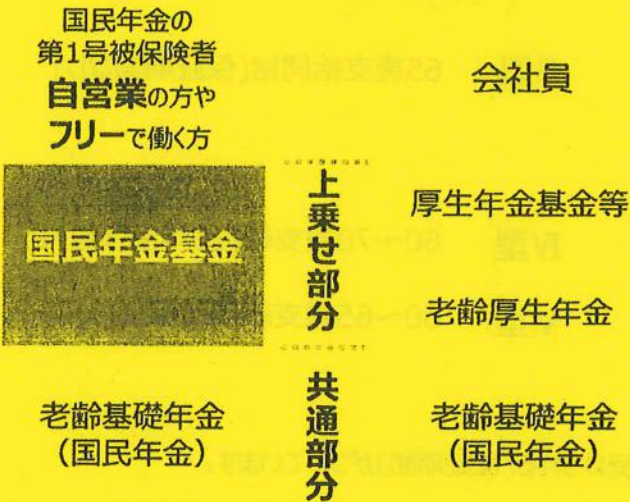 国民年金の
第1号被保険者
自営業の方や
フリーで働く方
会社員
国民年金基金
上乗せ部分
厚生年金基金等
老齢厚生年金
老齢基礎年金
(国民年金)
共通部分
老齢基礎年金
(国民年金)